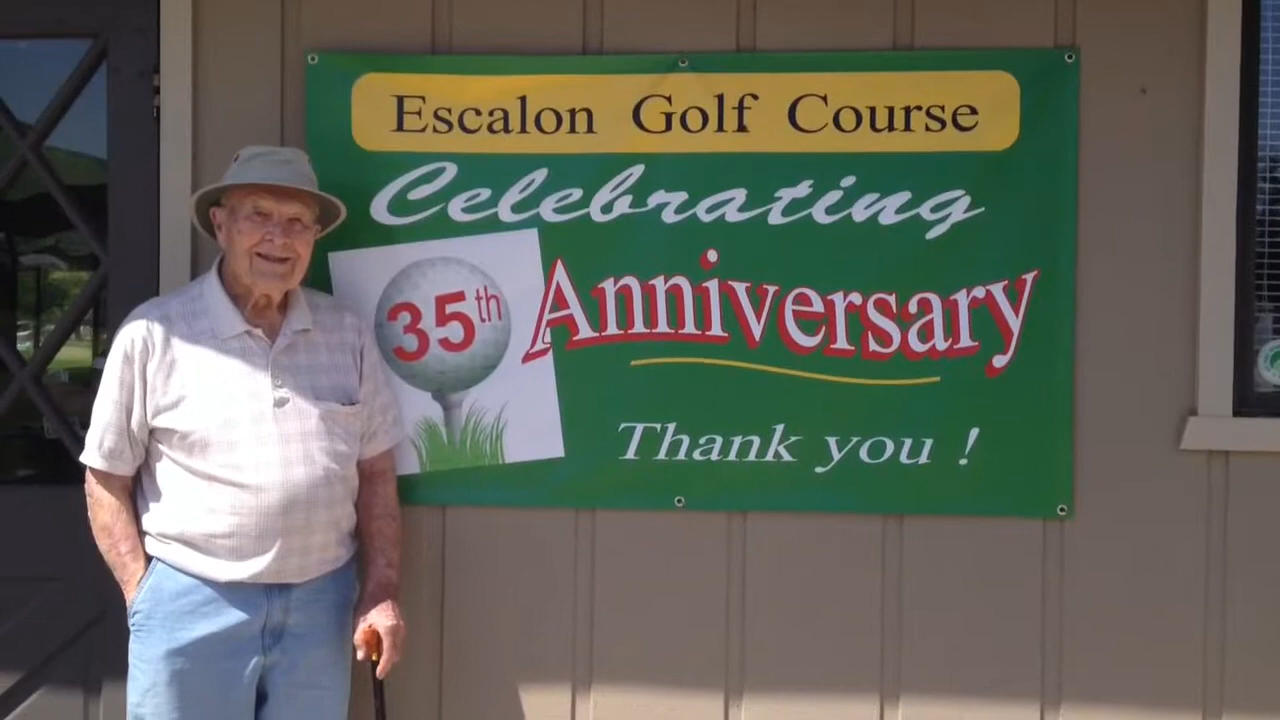 Escalon Golf Course
Celebrating
35th
Anniversary
Thank you !